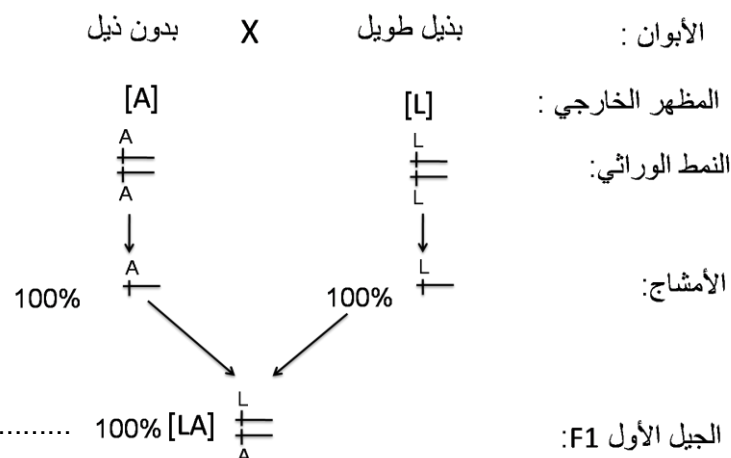 الأبوان : بذيل طويل X بدون ذيل
المظهر الخارجي : [L] [A]
النمط الوراثي:
L A
L A
الأمشاج:
L A
100% 100%
L
الجيل الأول F1: [LA] 100% .........
A